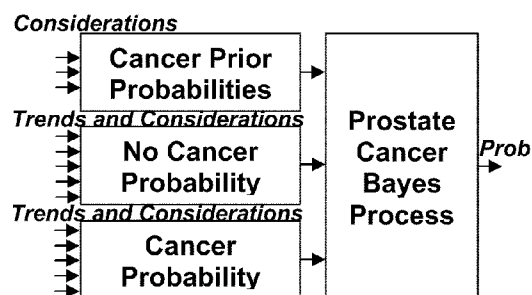 Considerations
Cancer Prior
Probabilities
Trends and Considerations
No Cancer
Probability
Trends and Considerations
Cancer
Probability
Prostate
Cancer
Bayes
Process
Prob